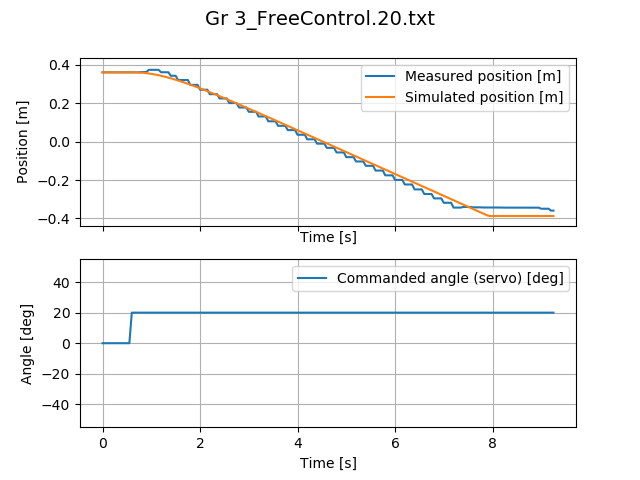 Gr 3_FreeControl.20.txt
Position [m]
0.4
0.2
0.0
−0.2
−0.4
Measured position [m]
Simulated position [m]
Time [s]
Angle [deg]
40
20
0
−20
−40
Commanded angle (servo) [deg]
0 2 4 6 8
Time [s]